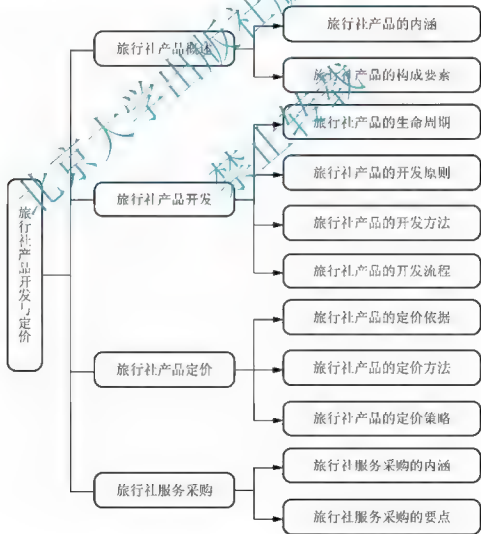 旅行社产品开发与定价
旅行社产品概述
旅行社产品的内涵
旅行社产品的构成要素
旅行社产品开发
旅行社产品的生命周期
旅行社产品的开发原则
旅行社产品的开发方法
旅行社产品的开发流程
旅行社产品定价
旅行社产品的定价依据
旅行社产品的定价方法
旅行社产品的定价策略
旅行社服务采购
旅行社服务采购的内涵
旅行社服务采购的要点
北京大学出版社版
禁止转载